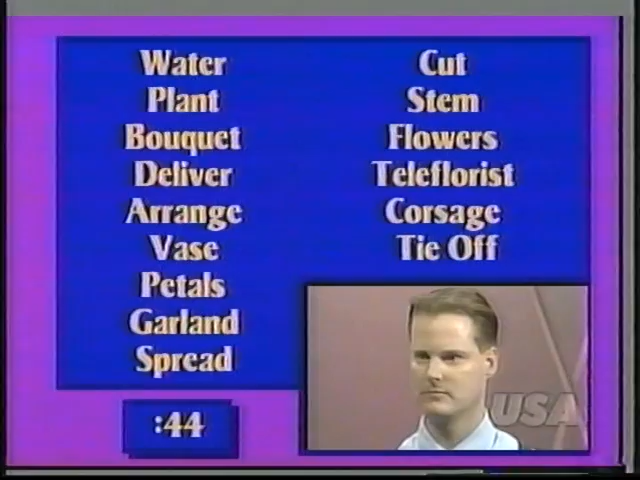 Water
Plant
Bouquet
Deliver
Arrange
Vase
Petals
Garland
Spread
Cut
Stem
Flowers
Teleflorist
Corsage
Tie Off
:44
USA